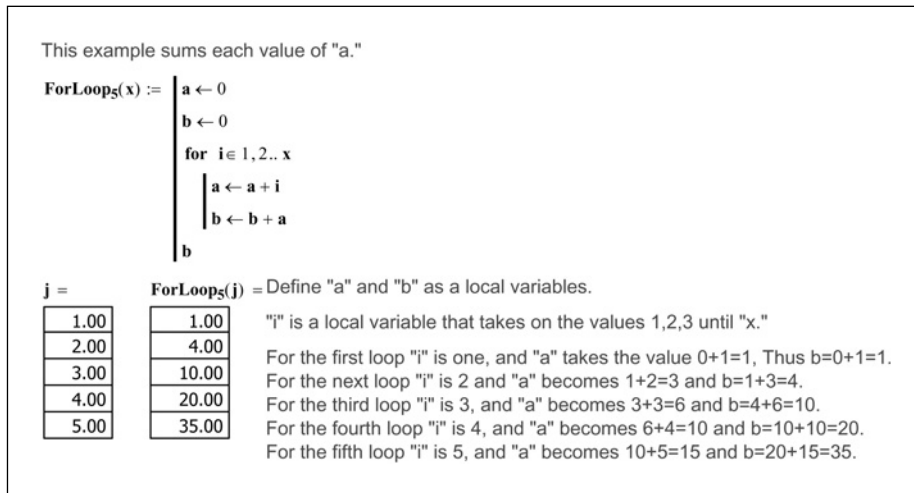 This example sums each value of "a."
ForLoop5(x) := a ← 0
b ← 0
for i ∈ 1,2.. x
a ← a + i
b ← b + a
b
j =
1.00
2.00
3.00
4.00
5.00
ForLoop5(j) =
1.00
4.00
10.00
20.00
35.00
Define "a" and "b" as a local variables.
"i" is a local variable that takes on the values 1,2,3 until "x."
For the first loop "i" is one, and "a" takes the value 0+1=1, Thus b=0+1=1.
For the next loop "i" is 2 and "a" becomes 1+2=3 and b=1+3=4.
For the third loop "i" is 3, and "a" becomes 3+3=6 and b=4+6=10.
For the fourth loop "i" is 4, and "a" becomes 6+4=10 and b=10+10=20.
For the fifth loop "i" is 5, and "a" becomes 10+5=15 and b=20+15=35.